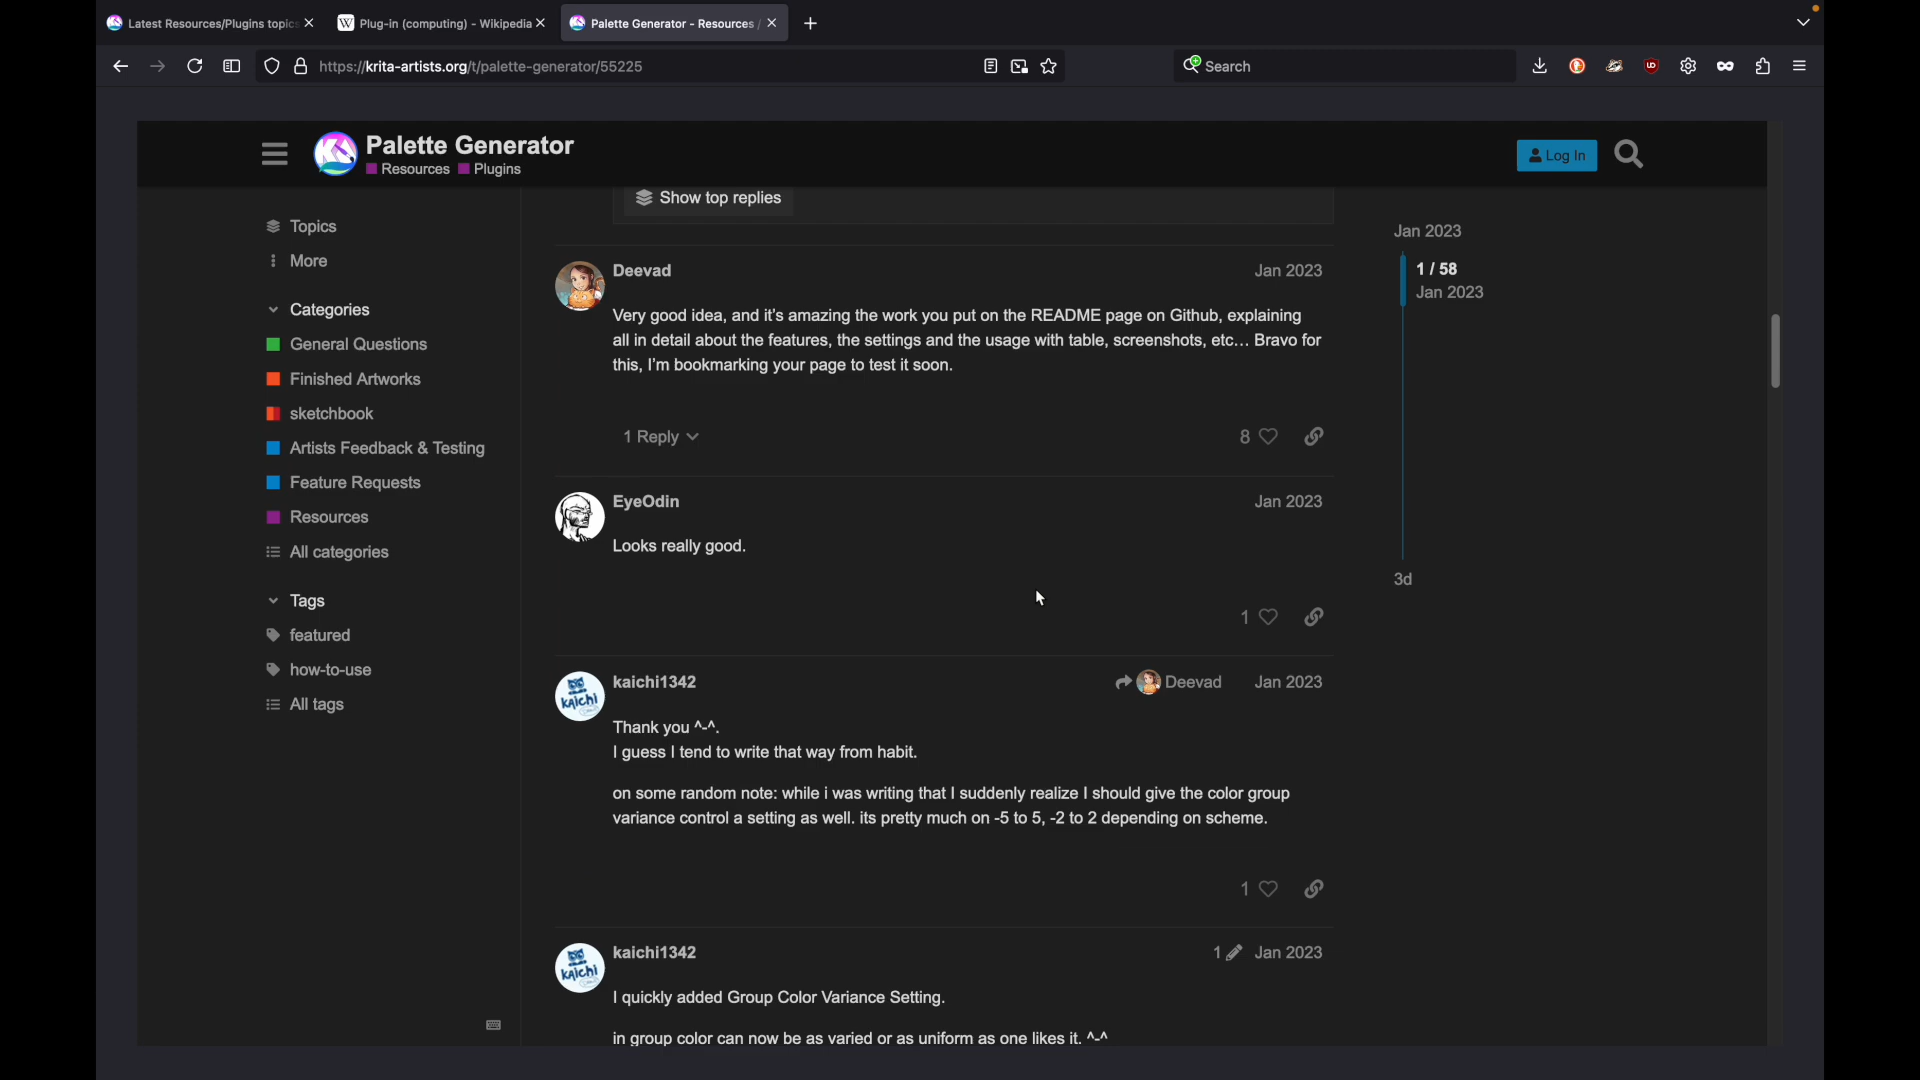 Latest Resources/Plugins topics
Plug-in (computing) - Wikipedia
Palette Generator - Resources /
https://krita-artists.org/t/palette-generator/55225
Search
Palette Generator
Resources Plugins
Log In
Show top replies
Topics
More
Categories
General Questions
Finished Artworks
sketchbook
Artists Feedback & Testing
Feature Requests
Resources
All categories
Tags
featured
how-to-use
All tags
Deevad Jan 2023
Very good idea, and it's amazing the work you put on the README page on Github, explaining
all in detail about the features, the settings and the usage with table, screenshots, etc… Bravo for
this, I'm bookmarking your page to test it soon.
1 Reply 8
EyeOdin Jan 2023
Looks really good.
1
kaichi1342 Deevad Jan 2023
Thank you ^-^.
I guess I tend to write that way from habit.
on some random note: while i was writing that I suddenly realize I should give the color group
variance control a setting as well. its pretty much on -5 to 5, -2 to 2 depending on scheme.
1
kaichi1342 1 Jan 2023
I quickly added Group Color Variance Setting.
in group color can now be as varied or as uniform as one likes it. ^-^
KAICHI
KAICHI
Jan 2023
1 / 58
Jan 2023
3d